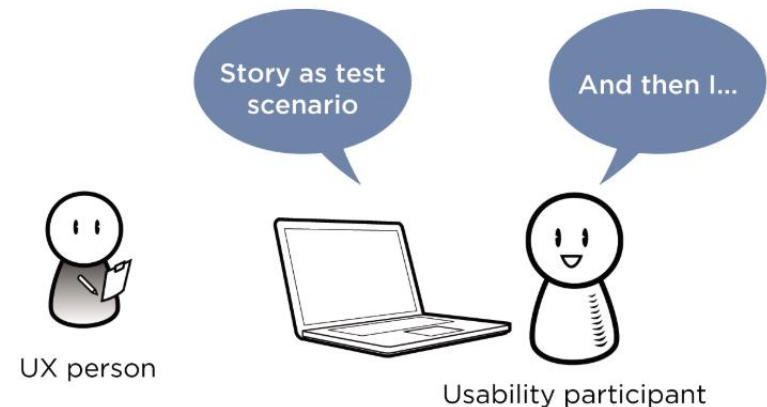 Story as test
scenario
And then I...
UX person
Usability participant